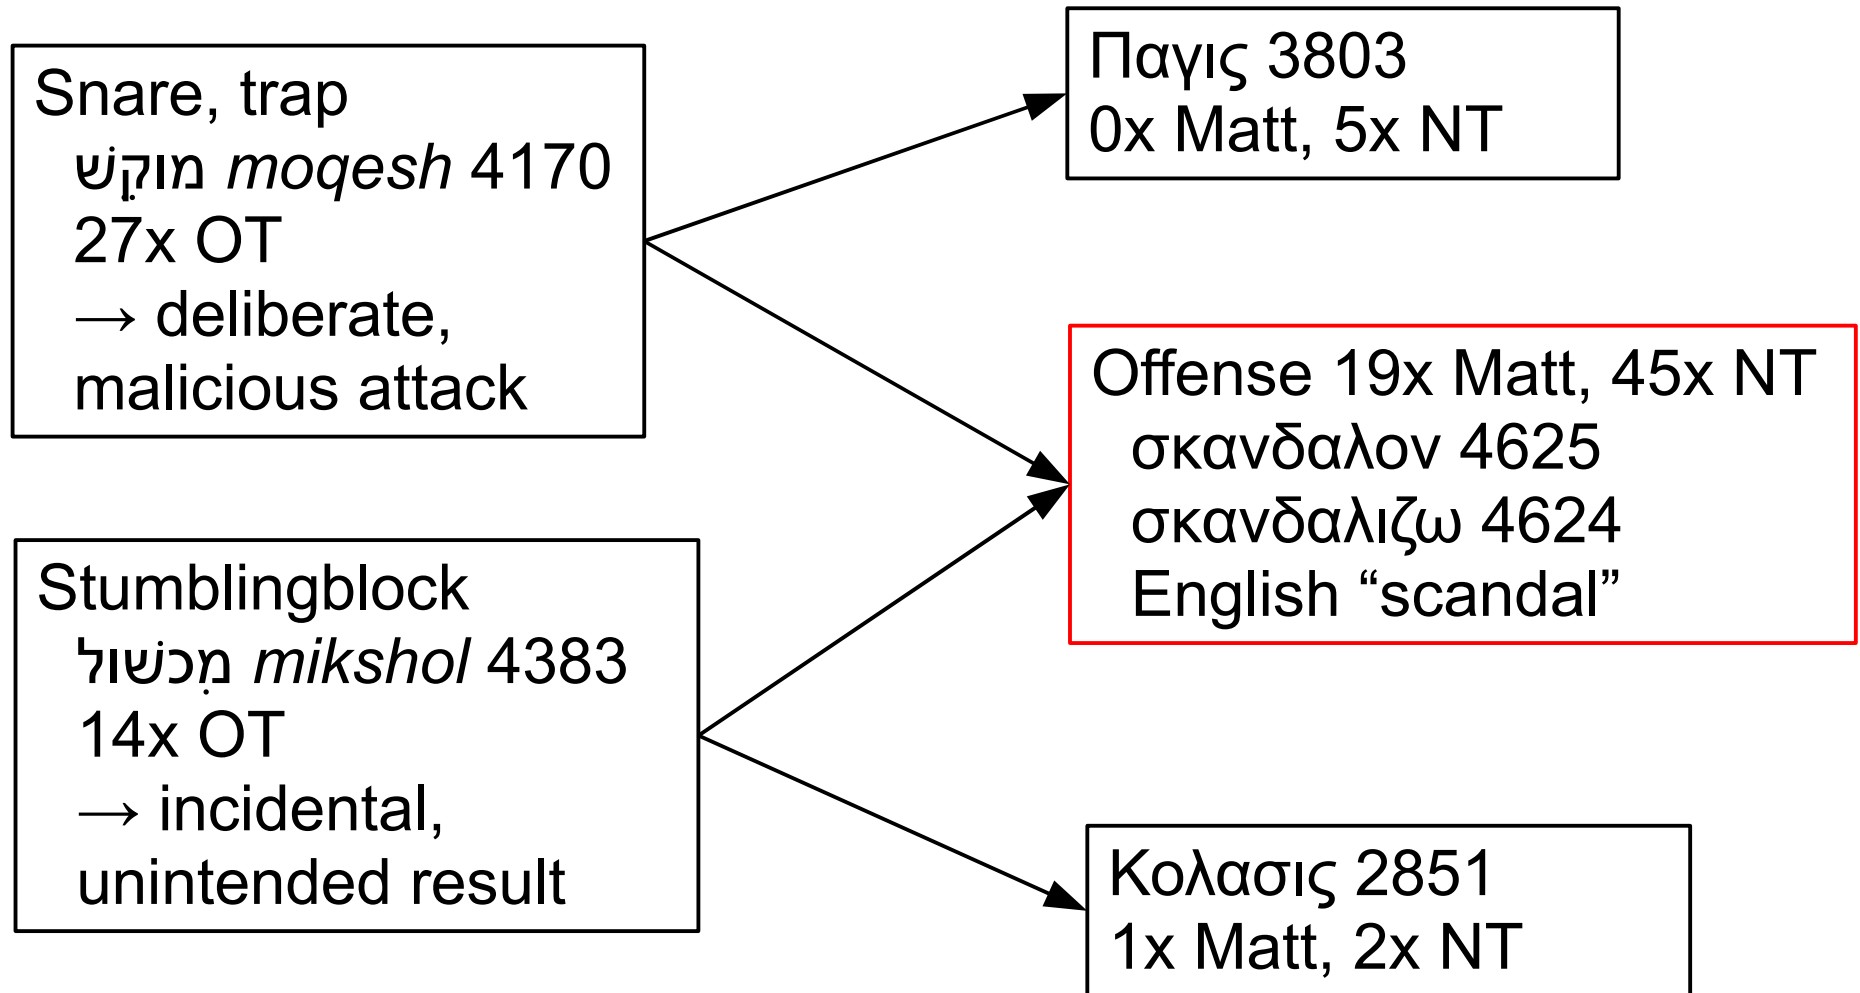 Snare, trap
מוקֵשׁ moqesh 4170
27x OT
→ deliberate,
malicious attack
Stumblingblock
מִכשׁול mikshol 4383
14x OT
→ incidental,
unintended result
Παγις 3803
0x Matt, 5x NT
Offense 19x Matt, 45x NT
σκανδαλον 4625
σκανδαλιζω 4624
English “scandal”
Κολασις 2851
1x Matt, 2x NT